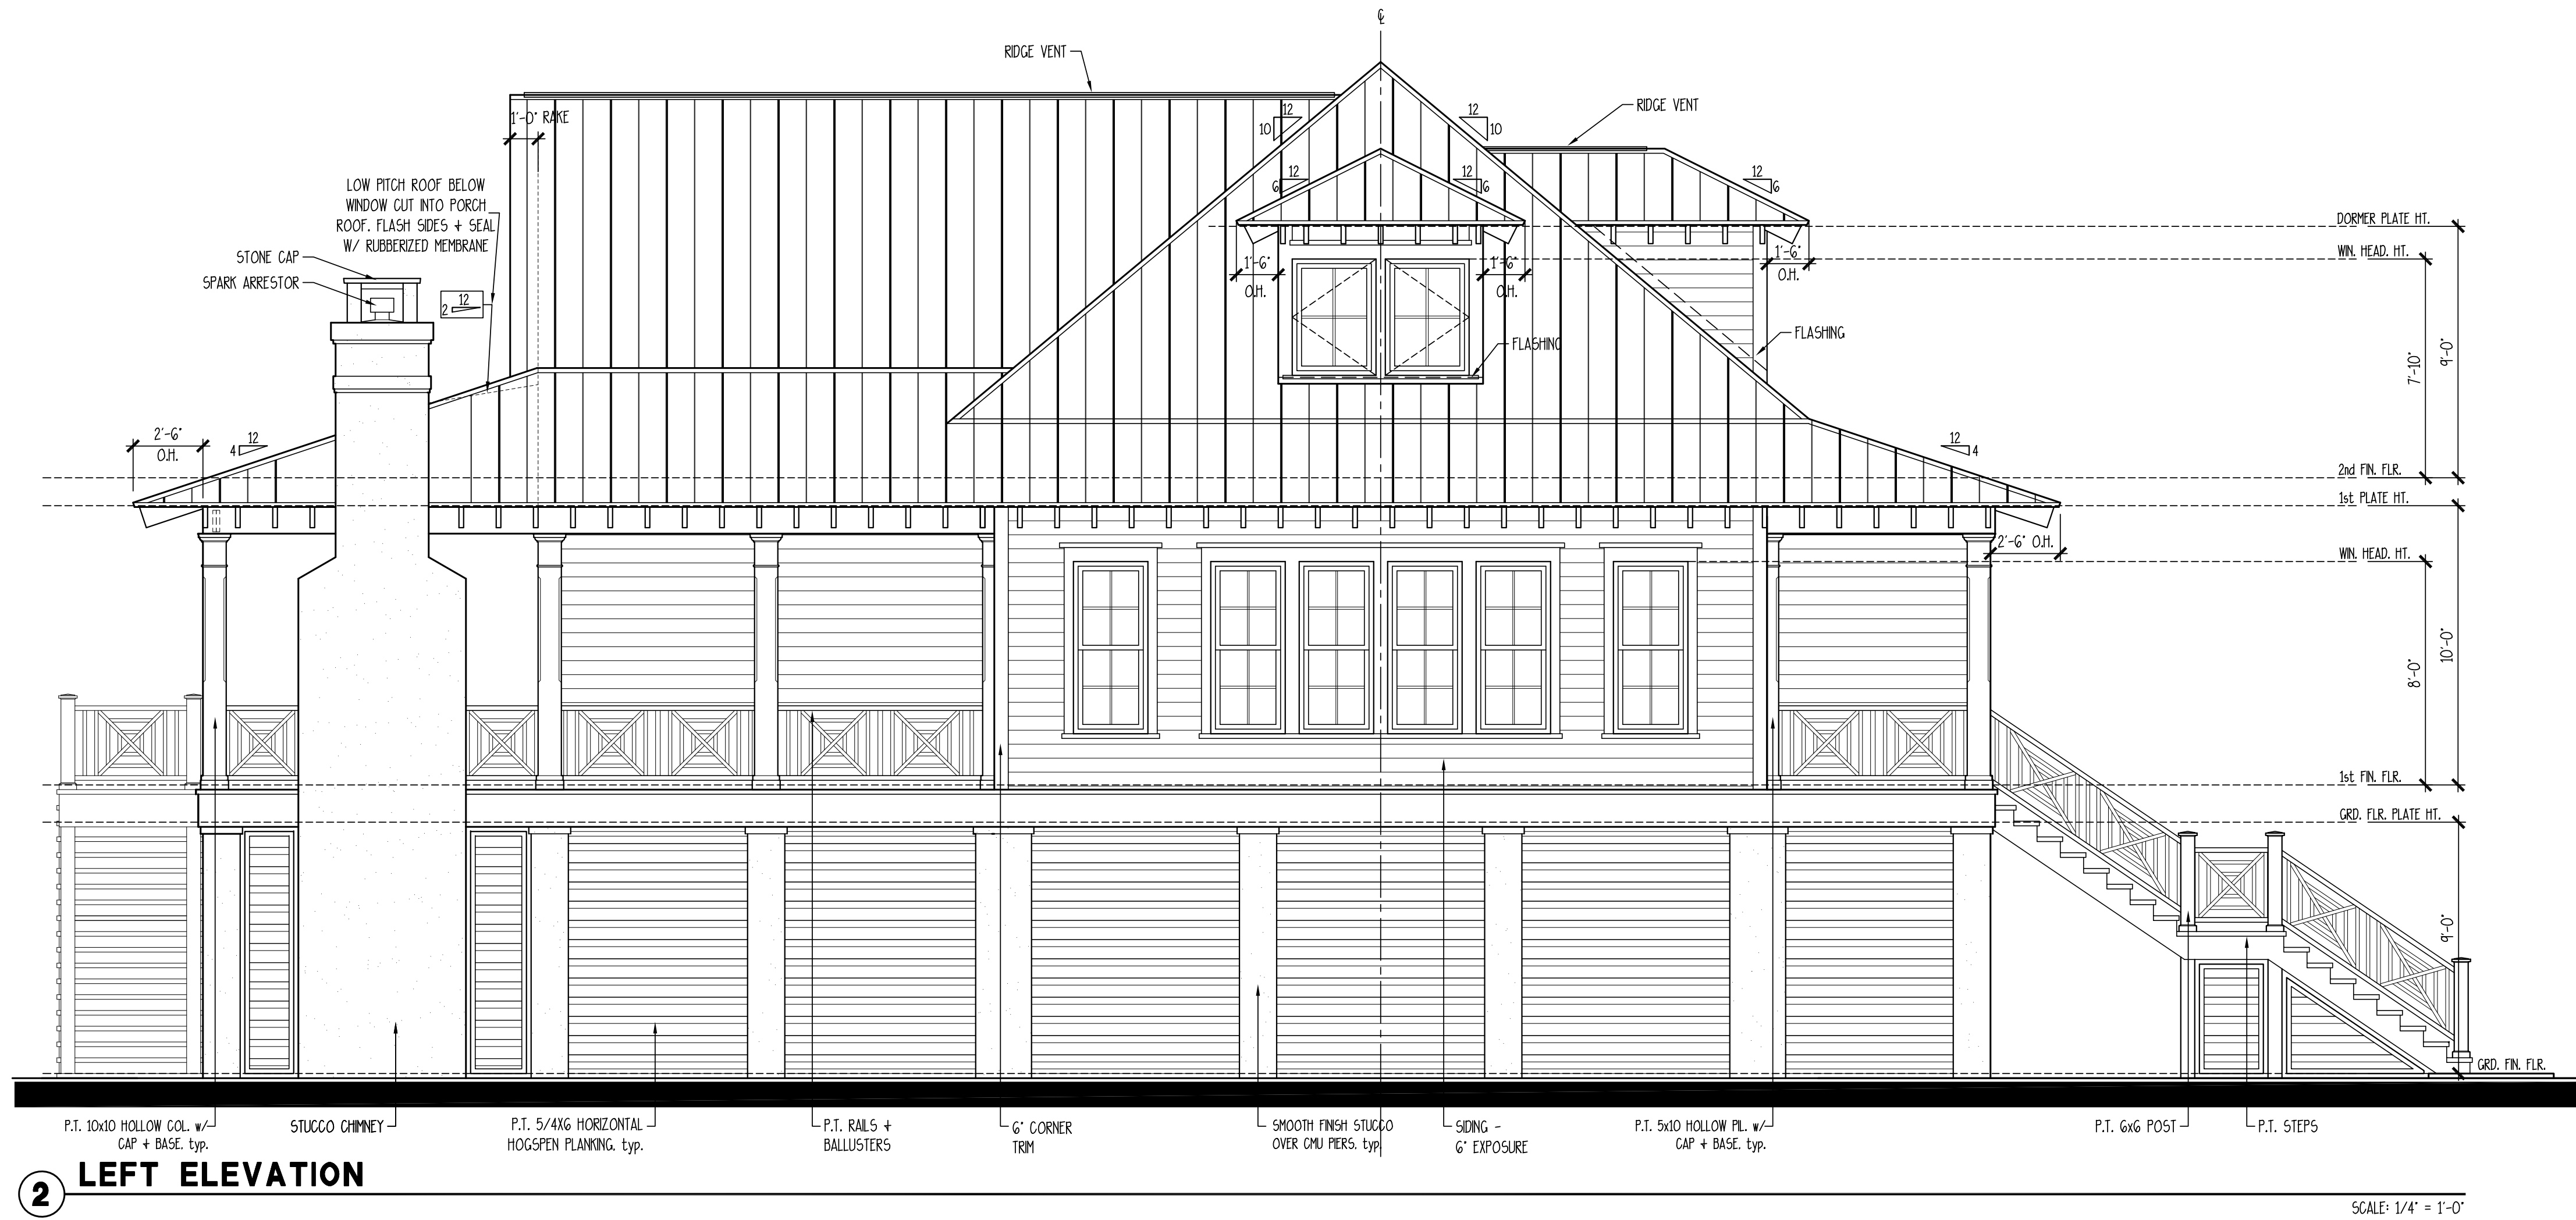 ℄
RIDGE VENT
RIDGE VENT
1'-0" RAKE
12
10
12
10
12
6
12
6
12
6
LOW PITCH ROOF BELOW
WINDOW CUT INTO PORCH
ROOF. FLASH SIDES + SEAL
W/ RUBBERIZED MEMBRANE
STONE CAP
SPARK ARRESTOR
12
2
DORMER PLATE HT.
WIN. HEAD. HT.
1'-6"
O.H.
1'-6"
O.H.
1'-6"
O.H.
FLASHING
FLASHING
7'-10"
9'-0"
2'-6"
O.H.
12
4
12
4
2nd FIN. FLR.
1st PLATE HT.
2'-6" O.H.
WIN. HEAD. HT.
8'-0"
10'-0"
1st FIN. FLR.
GRD. FLR. PLATE HT.
9'-0"
GRD. FIN. FLR.
P.T. 10x10 HOLLOW COL. w/
CAP + BASE, typ.
STUCCO CHIMNEY
P.T. 5/4X6 HORIZONTAL
HOGSPEN PLANKING, typ.
P.T. RAILS +
BALLUSTERS
6" CORNER
TRIM
SMOOTH FINISH STUCCO
OVER CMU PIERS, typ.
SIDING -
6" EXPOSURE
P.T. 5x10 HOLLOW PIL. w/
CAP + BASE, typ.
P.T. 6x6 POST
P.T. STEPS
2
LEFT ELEVATION
SCALE: 1/4" = 1'-0"